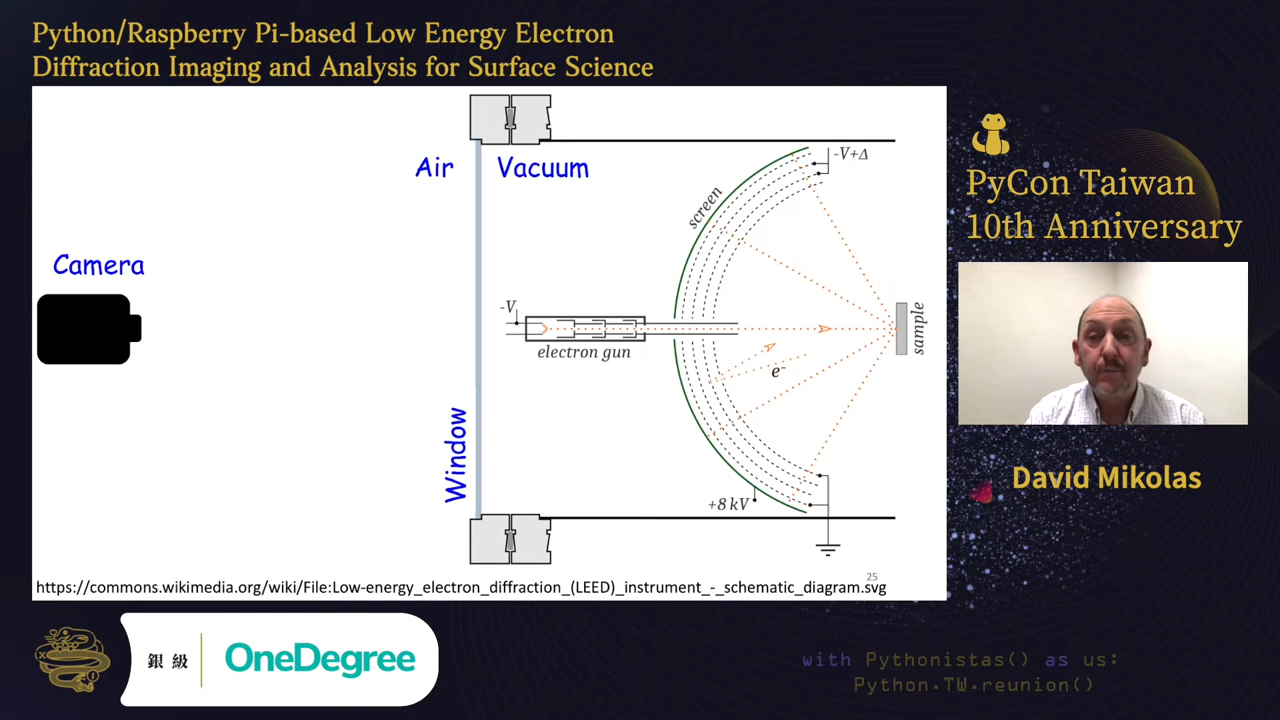 Python/Raspberry Pi-based Low Energy Electron
Diffraction Imaging and Analysis for Surface Science
Air
Vacuum
Camera
Window
screen
-V+Δ
-V
electron gun
e⁻
sample
+8 kV
25
https://commons.wikimedia.org/wiki/File:Low-energy_electron_diffraction_(LEED)_instrument_-_schematic_diagram.svg
PyCon Taiwan
10th Anniversary
David Mikolas
銀級
OneDegree
with Pythonistas() as us:
Python.TW.reunion()